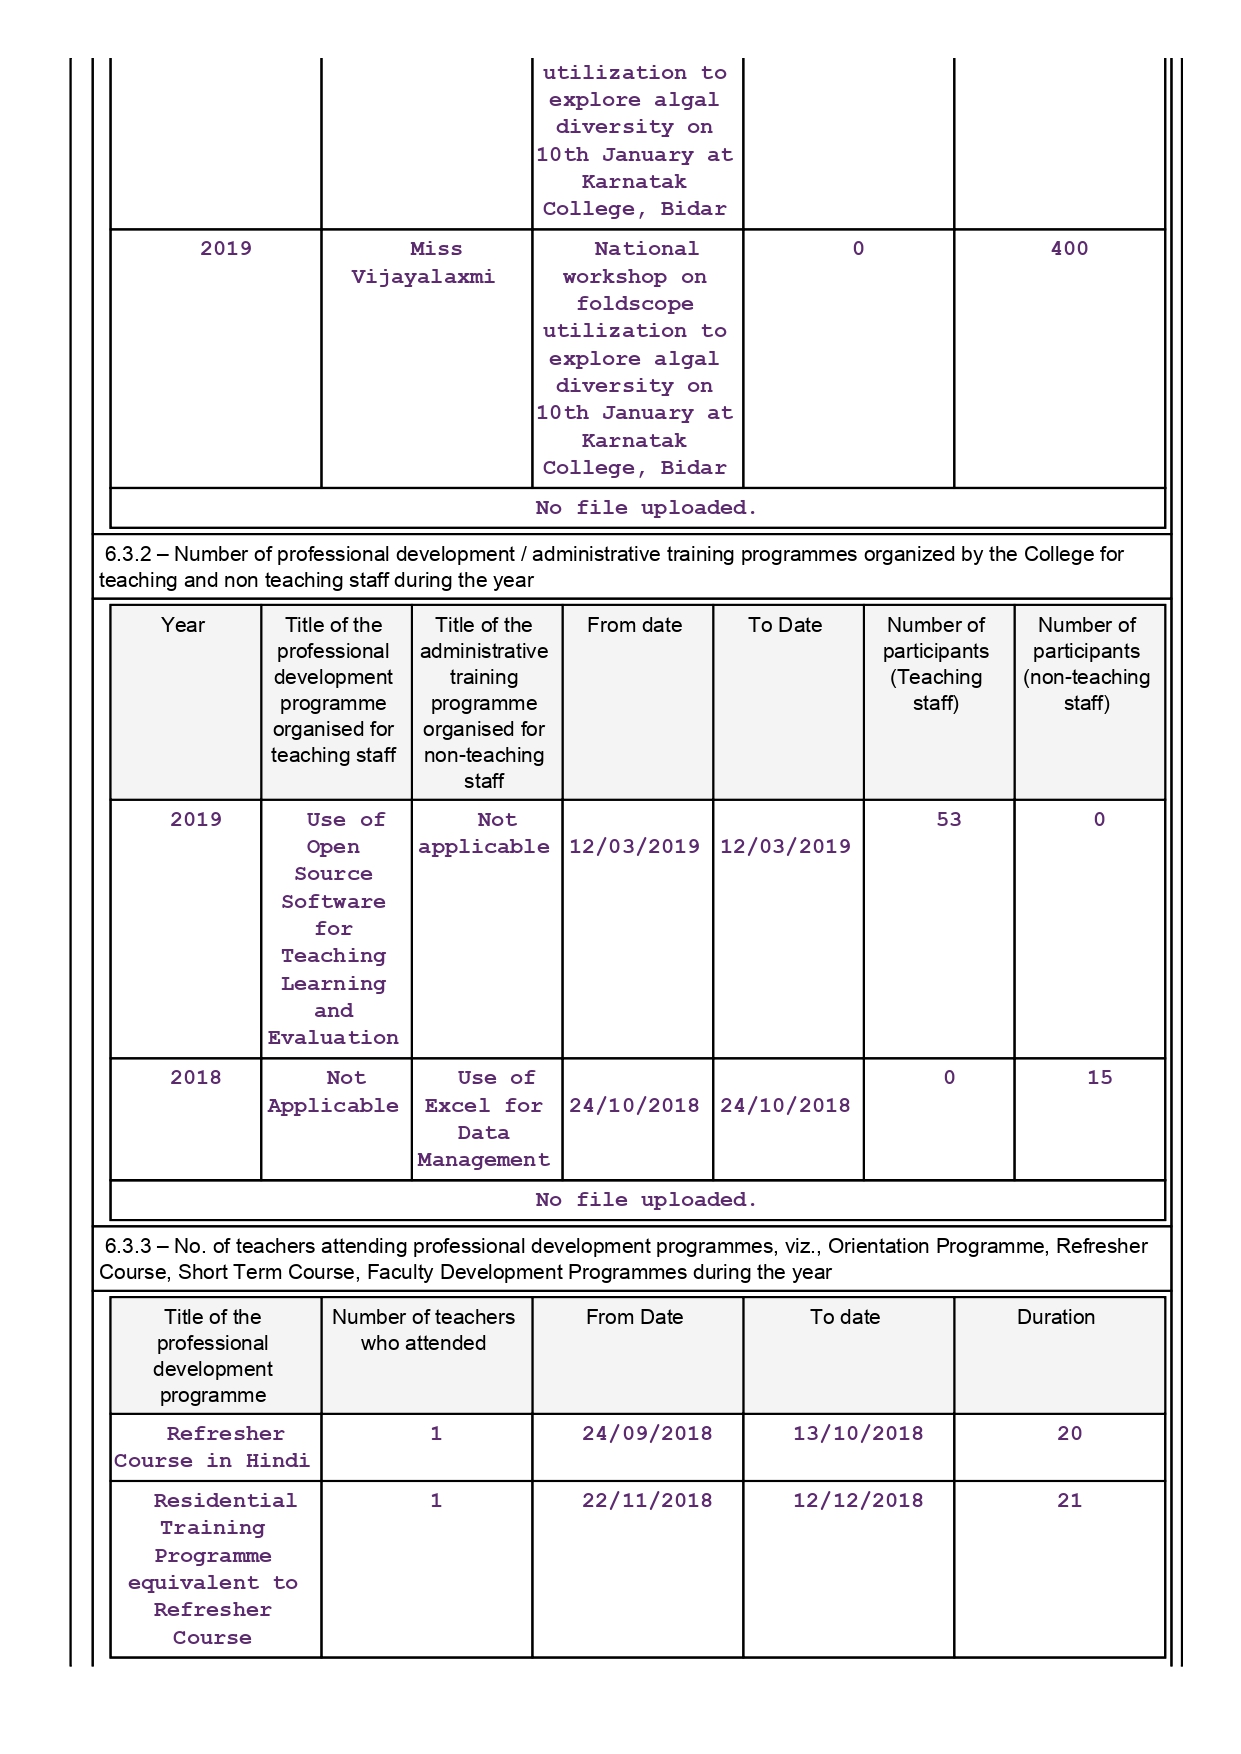 utilization to
explore algal
diversity on
10th January at
Karnatak
College, Bidar
2019
Miss
Vijayalaxmi
National
workshop on
foldscope
utilization to
explore algal
diversity on
10th January at
Karnatak
College, Bidar
0
400
No file uploaded.
6.3.2 – Number of professional development / administrative training programmes organized by the College for
teaching and non teaching staff during the year
Year
Title of the
professional
development
programme
organised for
teaching staff
Title of the
administrative
training
programme
organised for
non-teaching
staff
From date
To Date
Number of
participants
(Teaching
staff)
Number of
participants
(non-teaching
staff)
2019
Use of
Open
Source
Software
for
Teaching
Learning
and
Evaluation
Not
applicable
12/03/2019
12/03/2019
53
0
2018
Not
Applicable
Use of
Excel for
Data
Management
24/10/2018
24/10/2018
0
15
No file uploaded.
6.3.3 – No. of teachers attending professional development programmes, viz., Orientation Programme, Refresher
Course, Short Term Course, Faculty Development Programmes during the year
Title of the
professional
development
programme
Number of teachers
who attended
From Date
To date
Duration
Refresher
Course in Hindi
1
24/09/2018
13/10/2018
20
Residential
Training
Programme
equivalent to
Refresher
Course
1
22/11/2018
12/12/2018
21